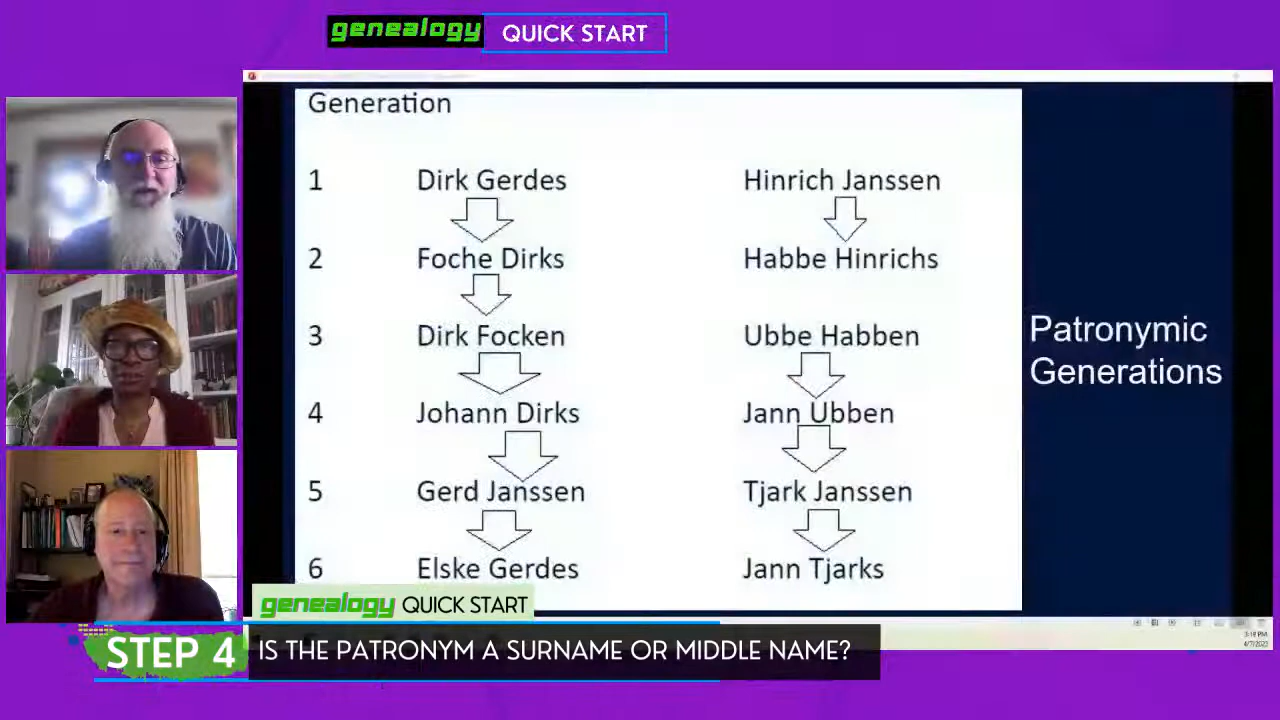 genealogy QUICK START
Generation
1 Dirk Gerdes Hinrich Janssen
2 Foche Dirks Habbe Hinrichs
3 Dirk Focken Ubbe Habben
4 Johann Dirks Jann Ubben
5 Gerd Janssen Tjark Janssen
6 Elske Gerdes Jann Tjarks
Patronymic
Generations
genealogy QUICK START
STEP 4 IS THE PATRONYM A SURNAME OR MIDDLE NAME?